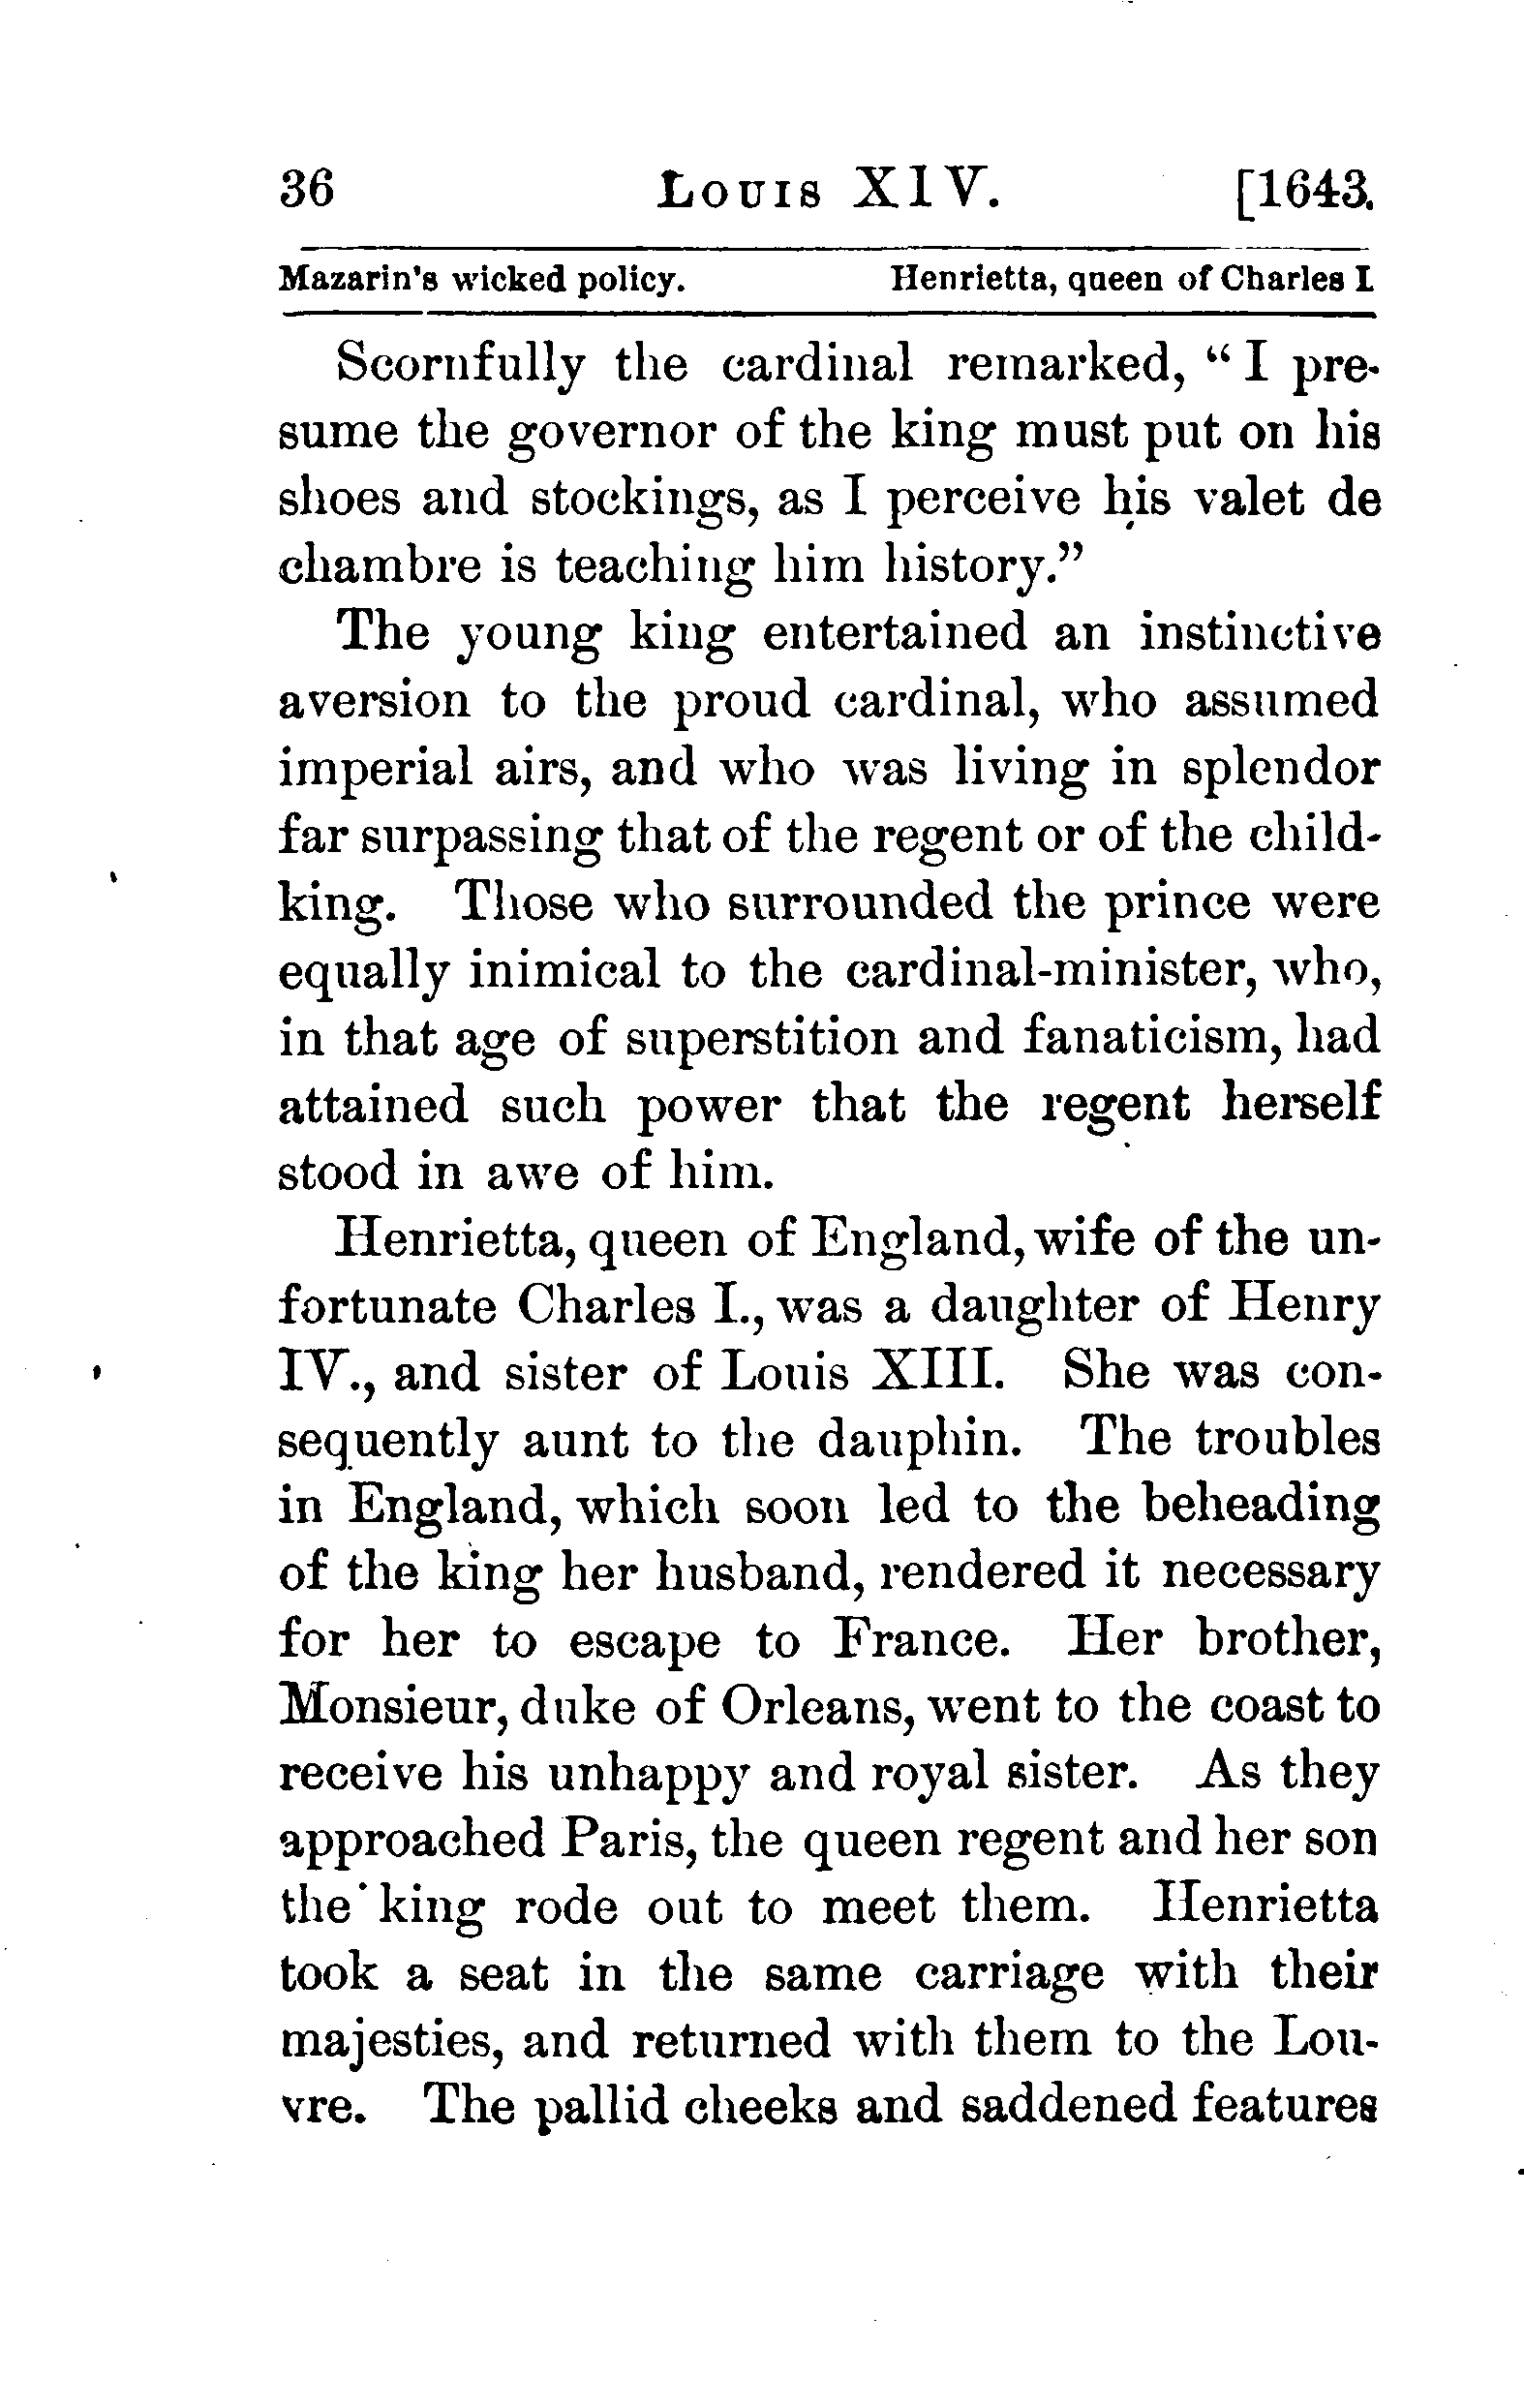 36 Louis XIV. [1643.
Mazarin's wicked policy. Henrietta, queen of Charles I.
Scornfully the cardinal remarked, “I pre-
sume the governor of the king must put on his
shoes and stockings, as I perceive his valet de
chambre is teaching him history.”
The young king entertained an instinctive
aversion to the proud cardinal, who assumed
imperial airs, and who was living in splendor
far surpassing that of the regent or of the child-
king. Those who surrounded the prince were
equally inimical to the cardinal-minister, who,
in that age of superstition and fanaticism, had
attained such power that the regent herself
stood in awe of him.
Henrietta, queen of England, wife of the un-
fortunate Charles I., was a daughter of Henry
IV., and sister of Louis XIII. She was con-
sequently aunt to the dauphin. The troubles
in England, which soon led to the beheading
of the king her husband, rendered it necessary
for her to escape to France. Her brother,
Monsieur, duke of Orleans, went to the coast to
receive his unhappy and royal sister. As they
approached Paris, the queen regent and her son
the king rode out to meet them. Henrietta
took a seat in the same carriage with their
majesties, and returned with them to the Lou-
vre. The pallid cheeks and saddened features